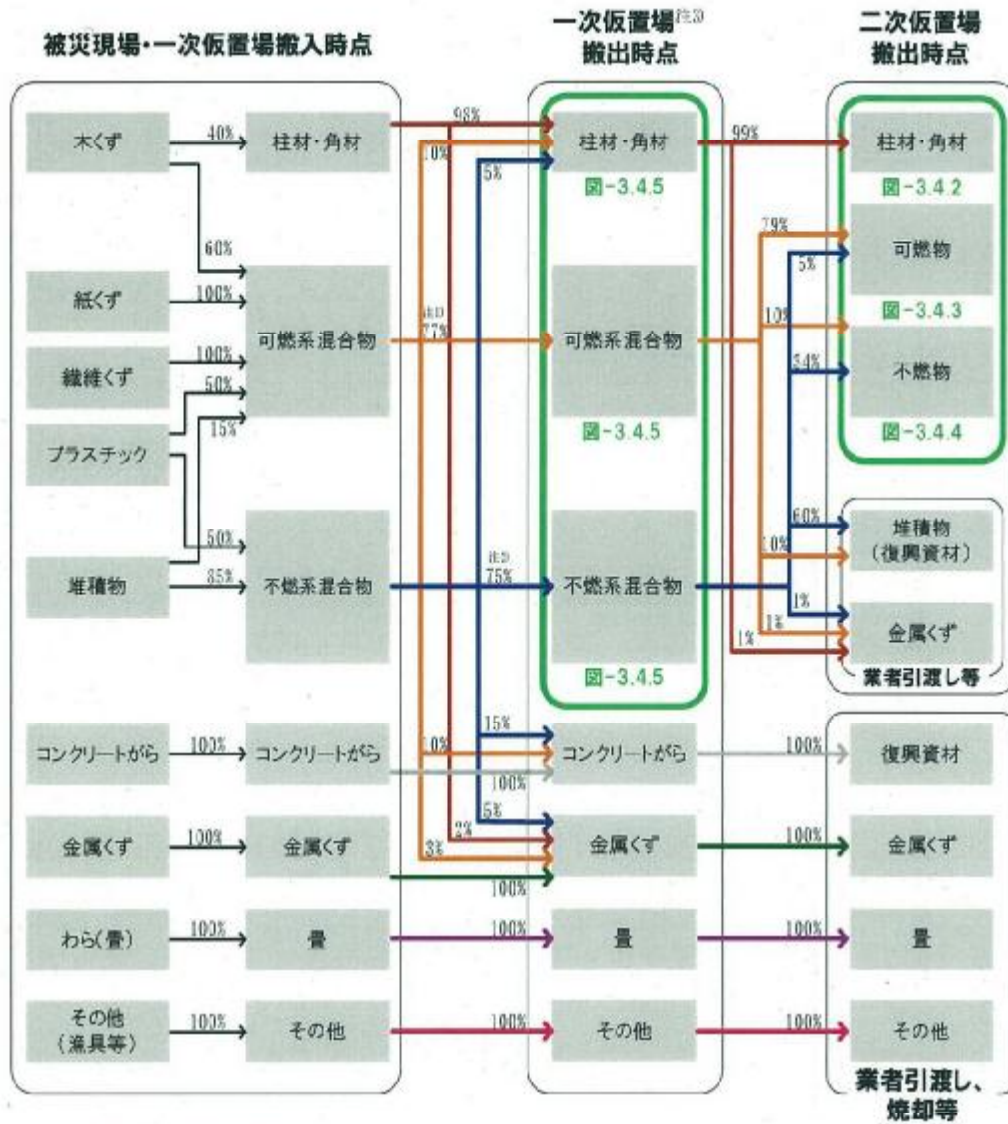 被災現場・一次仮置場搬入時点
一次仮置場注3)
搬出時点
二次仮置場
搬出時点
木くず
40%
柱材・角材
98%
10%
5%
柱材・角材
図-3.4.5
99%
柱材・角材
図-3.4.2
60%
紙くず
100%
繊維くず
100%
50%
15%
プラスチック
可燃系混合物
注1)
77%
可燃系混合物
図-3.4.5
79%
5%
可燃物
図-3.4.3
10%
34%
不燃物
図-3.4.4
50%
堆積物
85%
不燃系混合物
75%
不燃系混合物
図-3.4.5
60%
10%
堆積物
(復興資材)
1%
1%
1%
金属くず
業者引渡し等
コンクリートがら
100%
コンクリートがら
15%
10%
100%
コンクリートがら
100%
復興資材
金属くず
100%
金属くず
5%
2%
3%
100%
金属くず
100%
金属くず
わら(畳)
100%
畳
100%
畳
100%
畳
その他
(漁具等)
100%
その他
100%
その他
100%
その他
業者引渡し、
焼却等